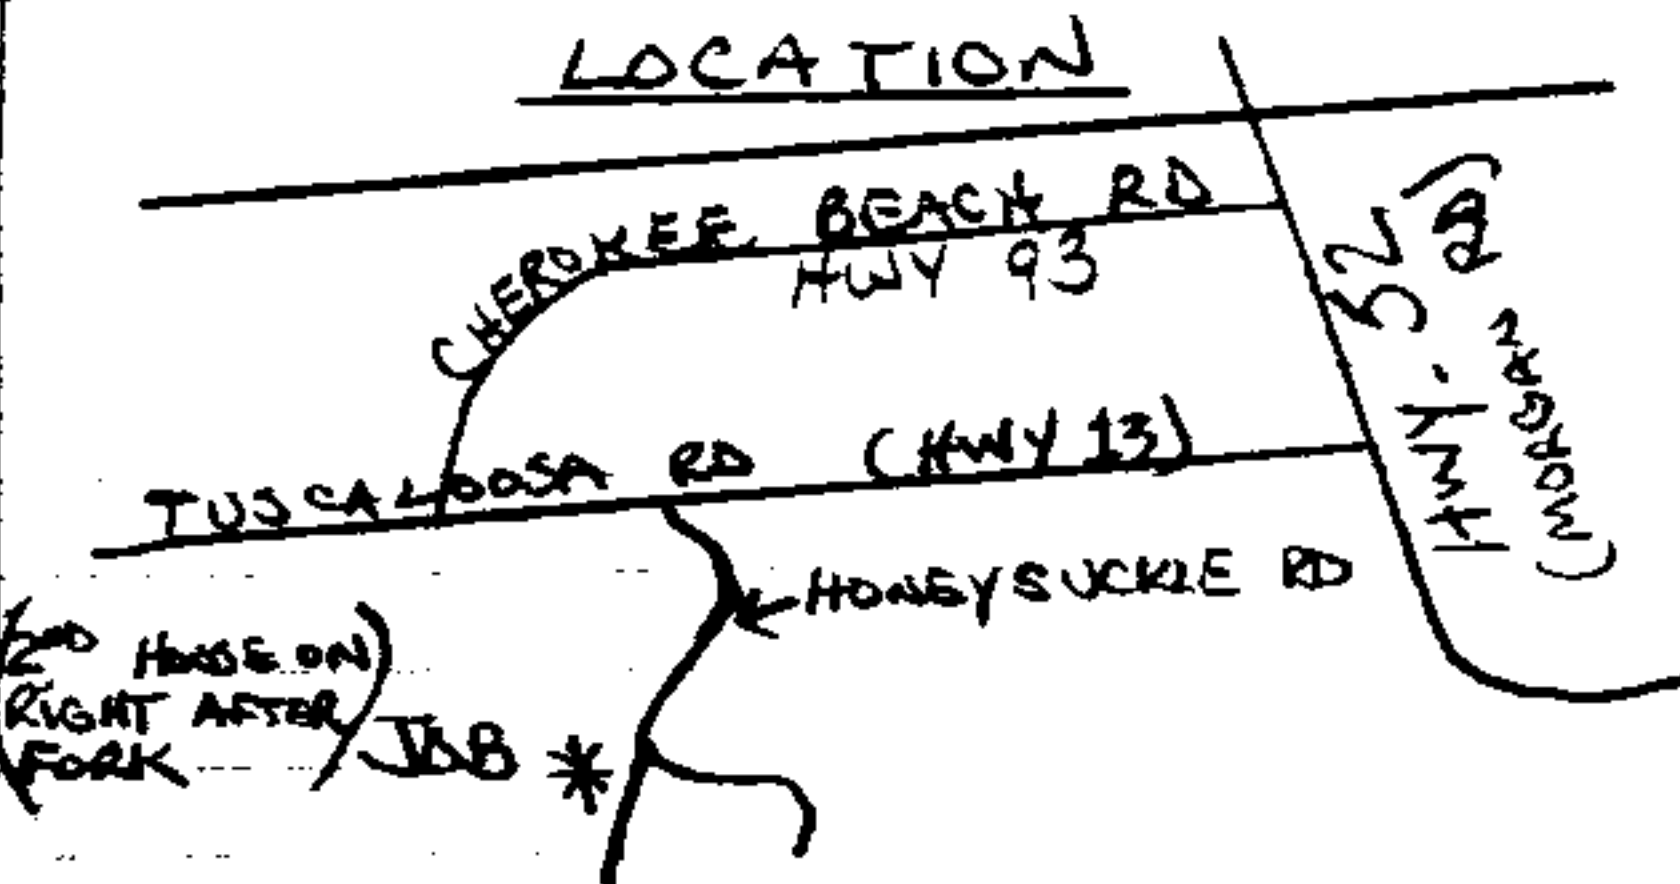 LOCATION
CHEROKEE BEACH RD
HWY 93
HWY. 52
(MORGAN RD)
TUSCALOOSA RD (HWY 13)
HONEYSUCKLE RD
(2ND HOUSE ON
RIGHT AFTER
FORK)
JOB *